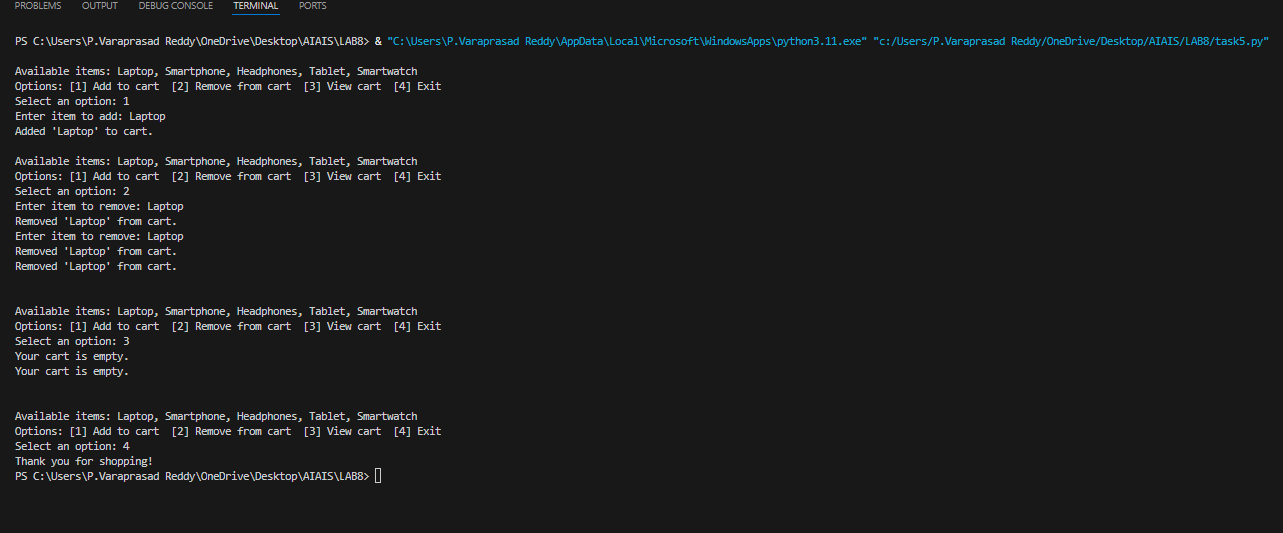 PROBLEMS OUTPUT DEBUG CONSOLE TERMINAL PORTS
PS C:\Users\P.Varaprasad Reddy\OneDrive\Desktop\AIAIS\LAB8> & "C:\Users\P.Varaprasad Reddy\AppData\Local\Microsoft\WindowsApps\python3.11.exe" "c:/Users/P.Varaprasad Reddy/OneDrive/Desktop/AIAIS/LAB8/task5.py"
Available items: Laptop, Smartphone, Headphones, Tablet, Smartwatch
Options: [1] Add to cart [2] Remove from cart [3] View cart [4] Exit
Select an option: 1
Enter item to add: Laptop
Added 'Laptop' to cart.
Available items: Laptop, Smartphone, Headphones, Tablet, Smartwatch
Options: [1] Add to cart [2] Remove from cart [3] View cart [4] Exit
Select an option: 2
Enter item to remove: Laptop
Removed 'Laptop' from cart.
Enter item to remove: Laptop
Removed 'Laptop' from cart.
Removed 'Laptop' from cart.
Available items: Laptop, Smartphone, Headphones, Tablet, Smartwatch
Options: [1] Add to cart [2] Remove from cart [3] View cart [4] Exit
Select an option: 3
Your cart is empty.
Your cart is empty.
Available items: Laptop, Smartphone, Headphones, Tablet, Smartwatch
Options: [1] Add to cart [2] Remove from cart [3] View cart [4] Exit
Select an option: 4
Thank you for shopping!
PS C:\Users\P.Varaprasad Reddy\OneDrive\Desktop\AIAIS\LAB8>